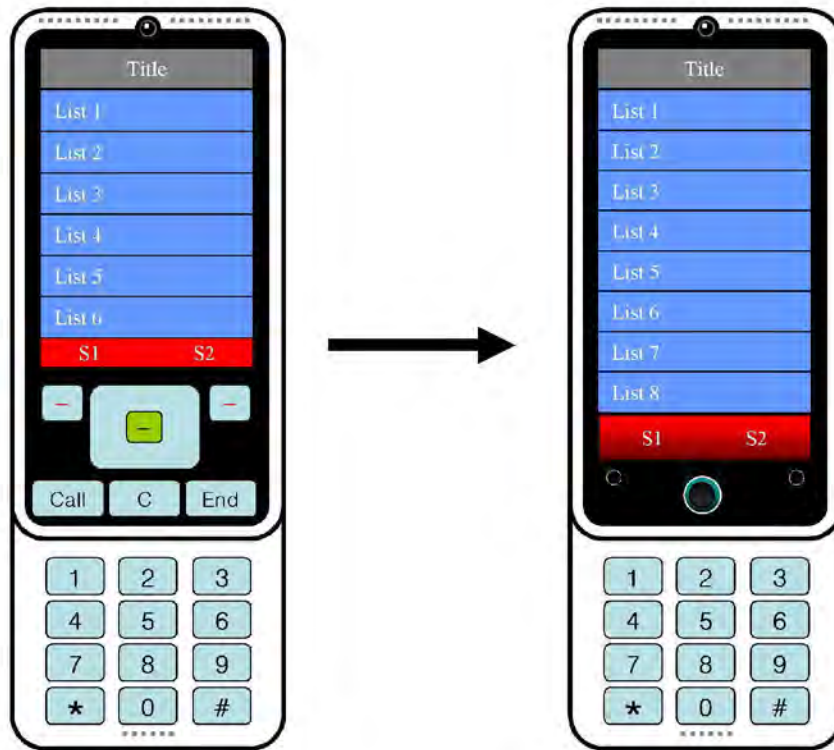 Title
List 1
List 2
List 3
List 4
List 5
List 6
S1 S2
– –
–
Call C End
1 2 3
4 5 6
7 8 9
* 0 #
Title
List 1
List 2
List 3
List 4
List 5
List 6
List 7
List 8
S1 S2
1 2 3
4 5 6
7 8 9
* 0 #